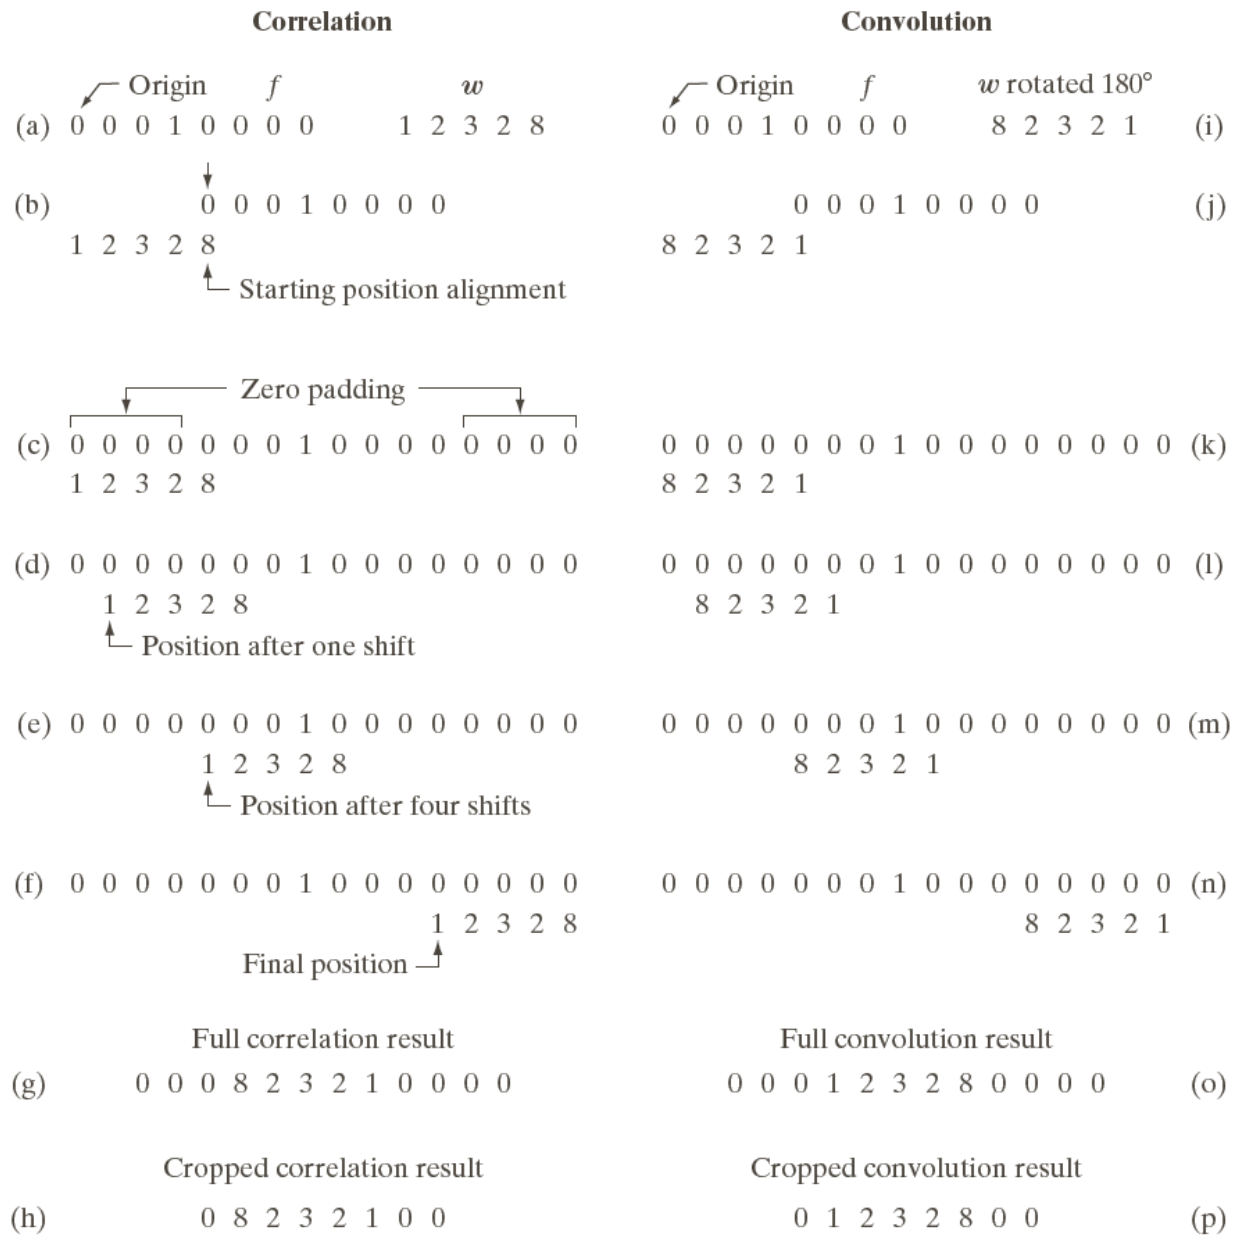 Correlation Convolution
Origin f w Origin f w rotated 180°
(a) 0 0 0 1 0 0 0 0 1 2 3 2 8 0 0 0 1 0 0 0 0 8 2 3 2 1 (i)
(b) 0 0 0 1 0 0 0 0 0 0 0 1 0 0 0 0 (j)
1 2 3 2 8 8 2 3 2 1
Starting position alignment
Zero padding
(c) 0 0 0 0 0 0 0 1 0 0 0 0 0 0 0 0 0 0 0 0 0 0 0 1 0 0 0 0 0 0 0 0 (k)
1 2 3 2 8 8 2 3 2 1
(d) 0 0 0 0 0 0 0 1 0 0 0 0 0 0 0 0 0 0 0 0 0 0 0 1 0 0 0 0 0 0 0 0 (l)
1 2 3 2 8 8 2 3 2 1
Position after one shift
(e) 0 0 0 0 0 0 0 1 0 0 0 0 0 0 0 0 0 0 0 0 0 0 0 1 0 0 0 0 0 0 0 0 (m)
1 2 3 2 8 8 2 3 2 1
Position after four shifts
(f) 0 0 0 0 0 0 0 1 0 0 0 0 0 0 0 0 0 0 0 0 0 0 0 1 0 0 0 0 0 0 0 0 (n)
1 2 3 2 8 8 2 3 2 1
Final position
Full correlation result Full convolution result
(g) 0 0 0 8 2 3 2 1 0 0 0 0 0 0 0 1 2 3 2 8 0 0 0 0 (o)
Cropped correlation result Cropped convolution result
(h) 0 8 2 3 2 1 0 0 0 1 2 3 2 8 0 0 (p)